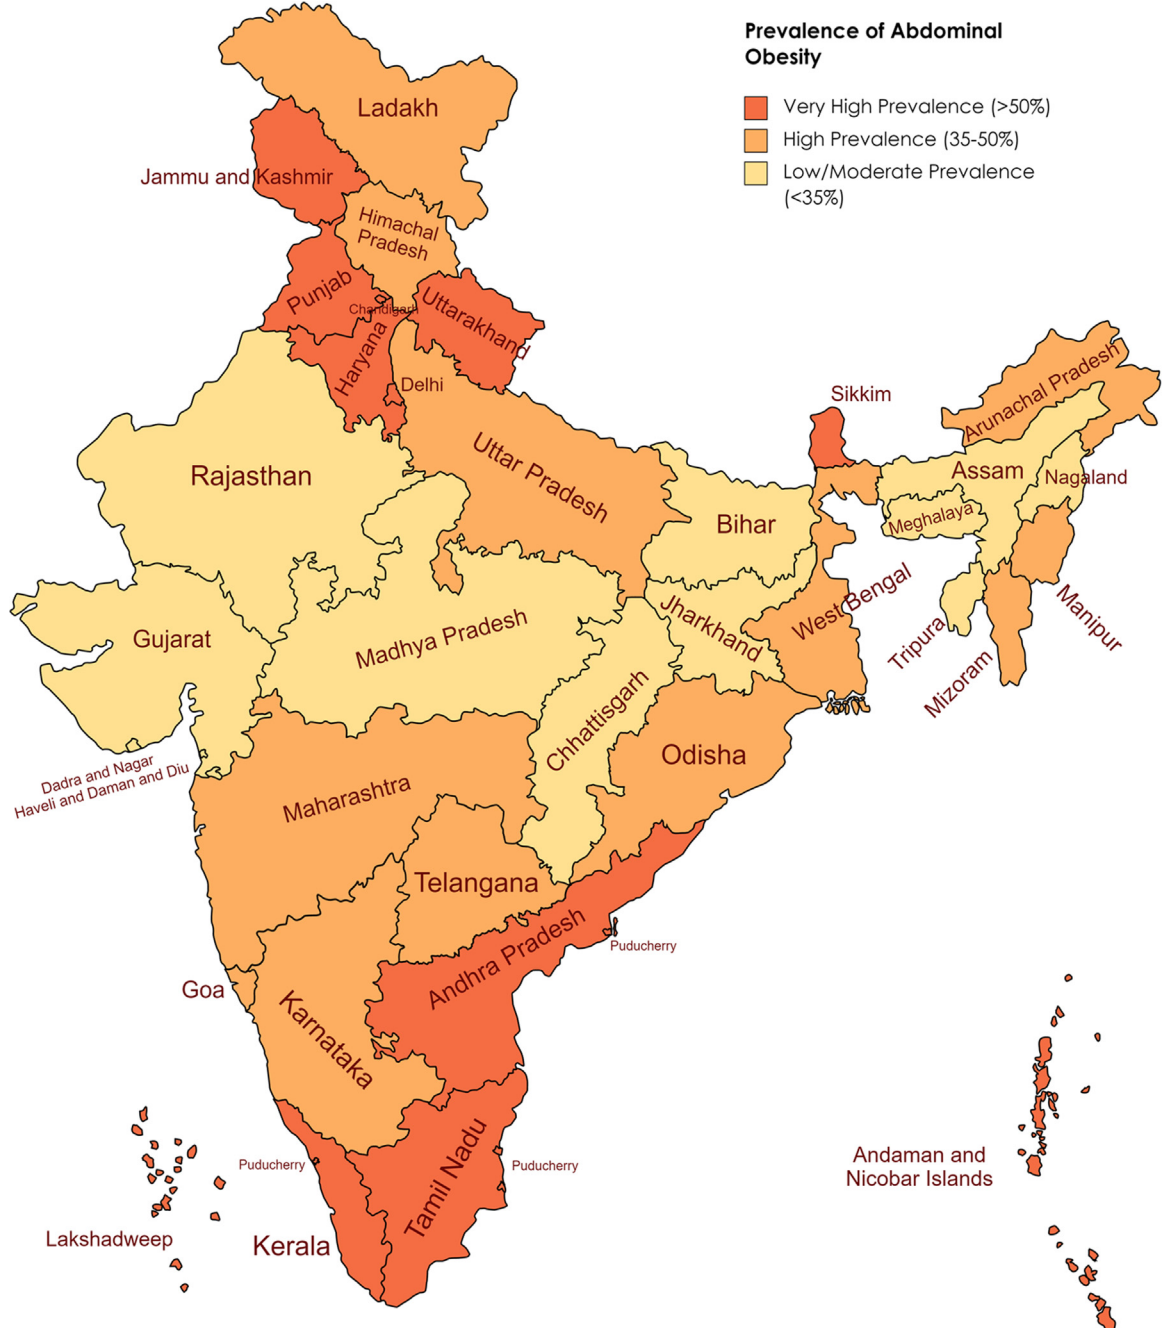 Prevalence of Abdominal
Obesity
Very High Prevalence (>50%)
High Prevalence (35-50%)
Low/Moderate Prevalence
(<35%)
Ladakh
Jammu and Kashmir
Himachal
Pradesh
Punjab
Chandigarh
Uttarakhand
Haryana
Delhi
Arunachal Pradesh
Sikkim
Rajasthan
Uttar Pradesh
Assam
Nagaland
Bihar
Meghalaya
Gujarat
Madhya Pradesh
Jharkhand
West Bengal
Tripura
Manipur
Mizoram
Chhattisgarh
Odisha
Dadra and Nagar
Haveli and Daman and Diu
Maharashtra
Telangana
Andhra Pradesh
Puducherry
Goa
Karnataka
Puducherry
Tamil Nadu
Puducherry
Andaman and
Nicobar Islands
Lakshadweep
Kerala